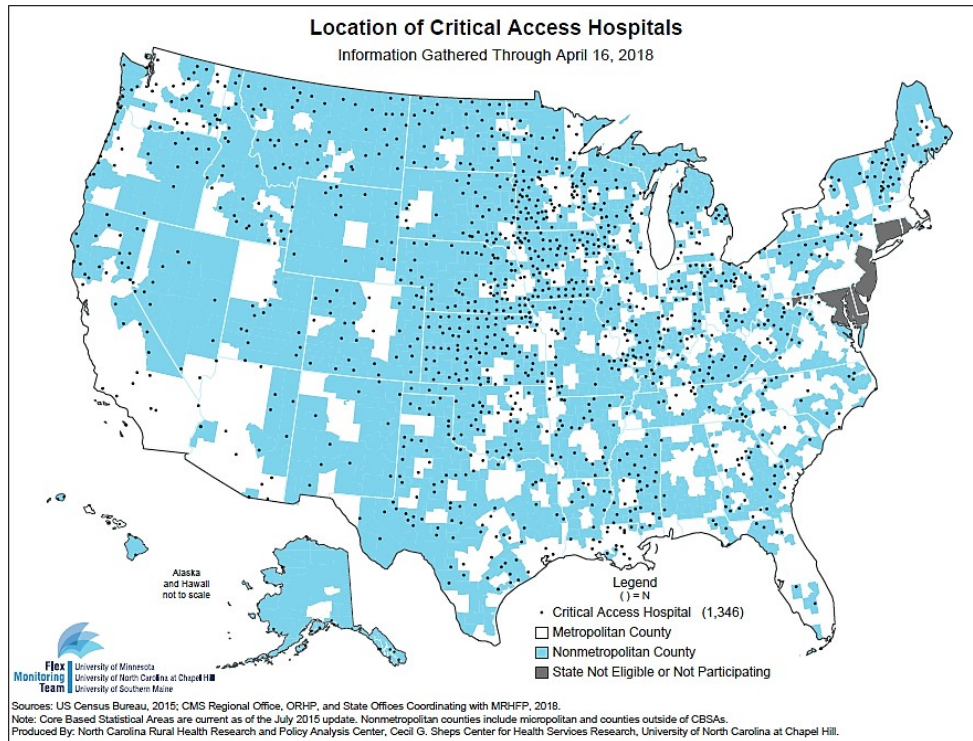 Location of Critical Access Hospitals
Information Gathered Through April 16, 2018
Alaska
and Hawaii
not to scale
Legend
( ) = N
Critical Access Hospital (1,346)
Metropolitan County
Nonmetropolitan County
State Not Eligible or Not Participating
Flex
Monitoring
Team
University of Minnesota
University of North Carolina at Chapel Hill
University of Southern Maine
Sources: US Census Bureau, 2015; CMS Regional Office, ORHP, and State Offices Coordinating with MRHFP, 2018.
Note: Core Based Statistical Areas are current as of the July 2015 update. Nonmetropolitan counties include micropolitan and counties outside of CBSAs.
Produced By: North Carolina Rural Health Research and Policy Analysis Center, Cecil G. Sheps Center for Health Services Research, University of North Carolina at Chapel Hill.